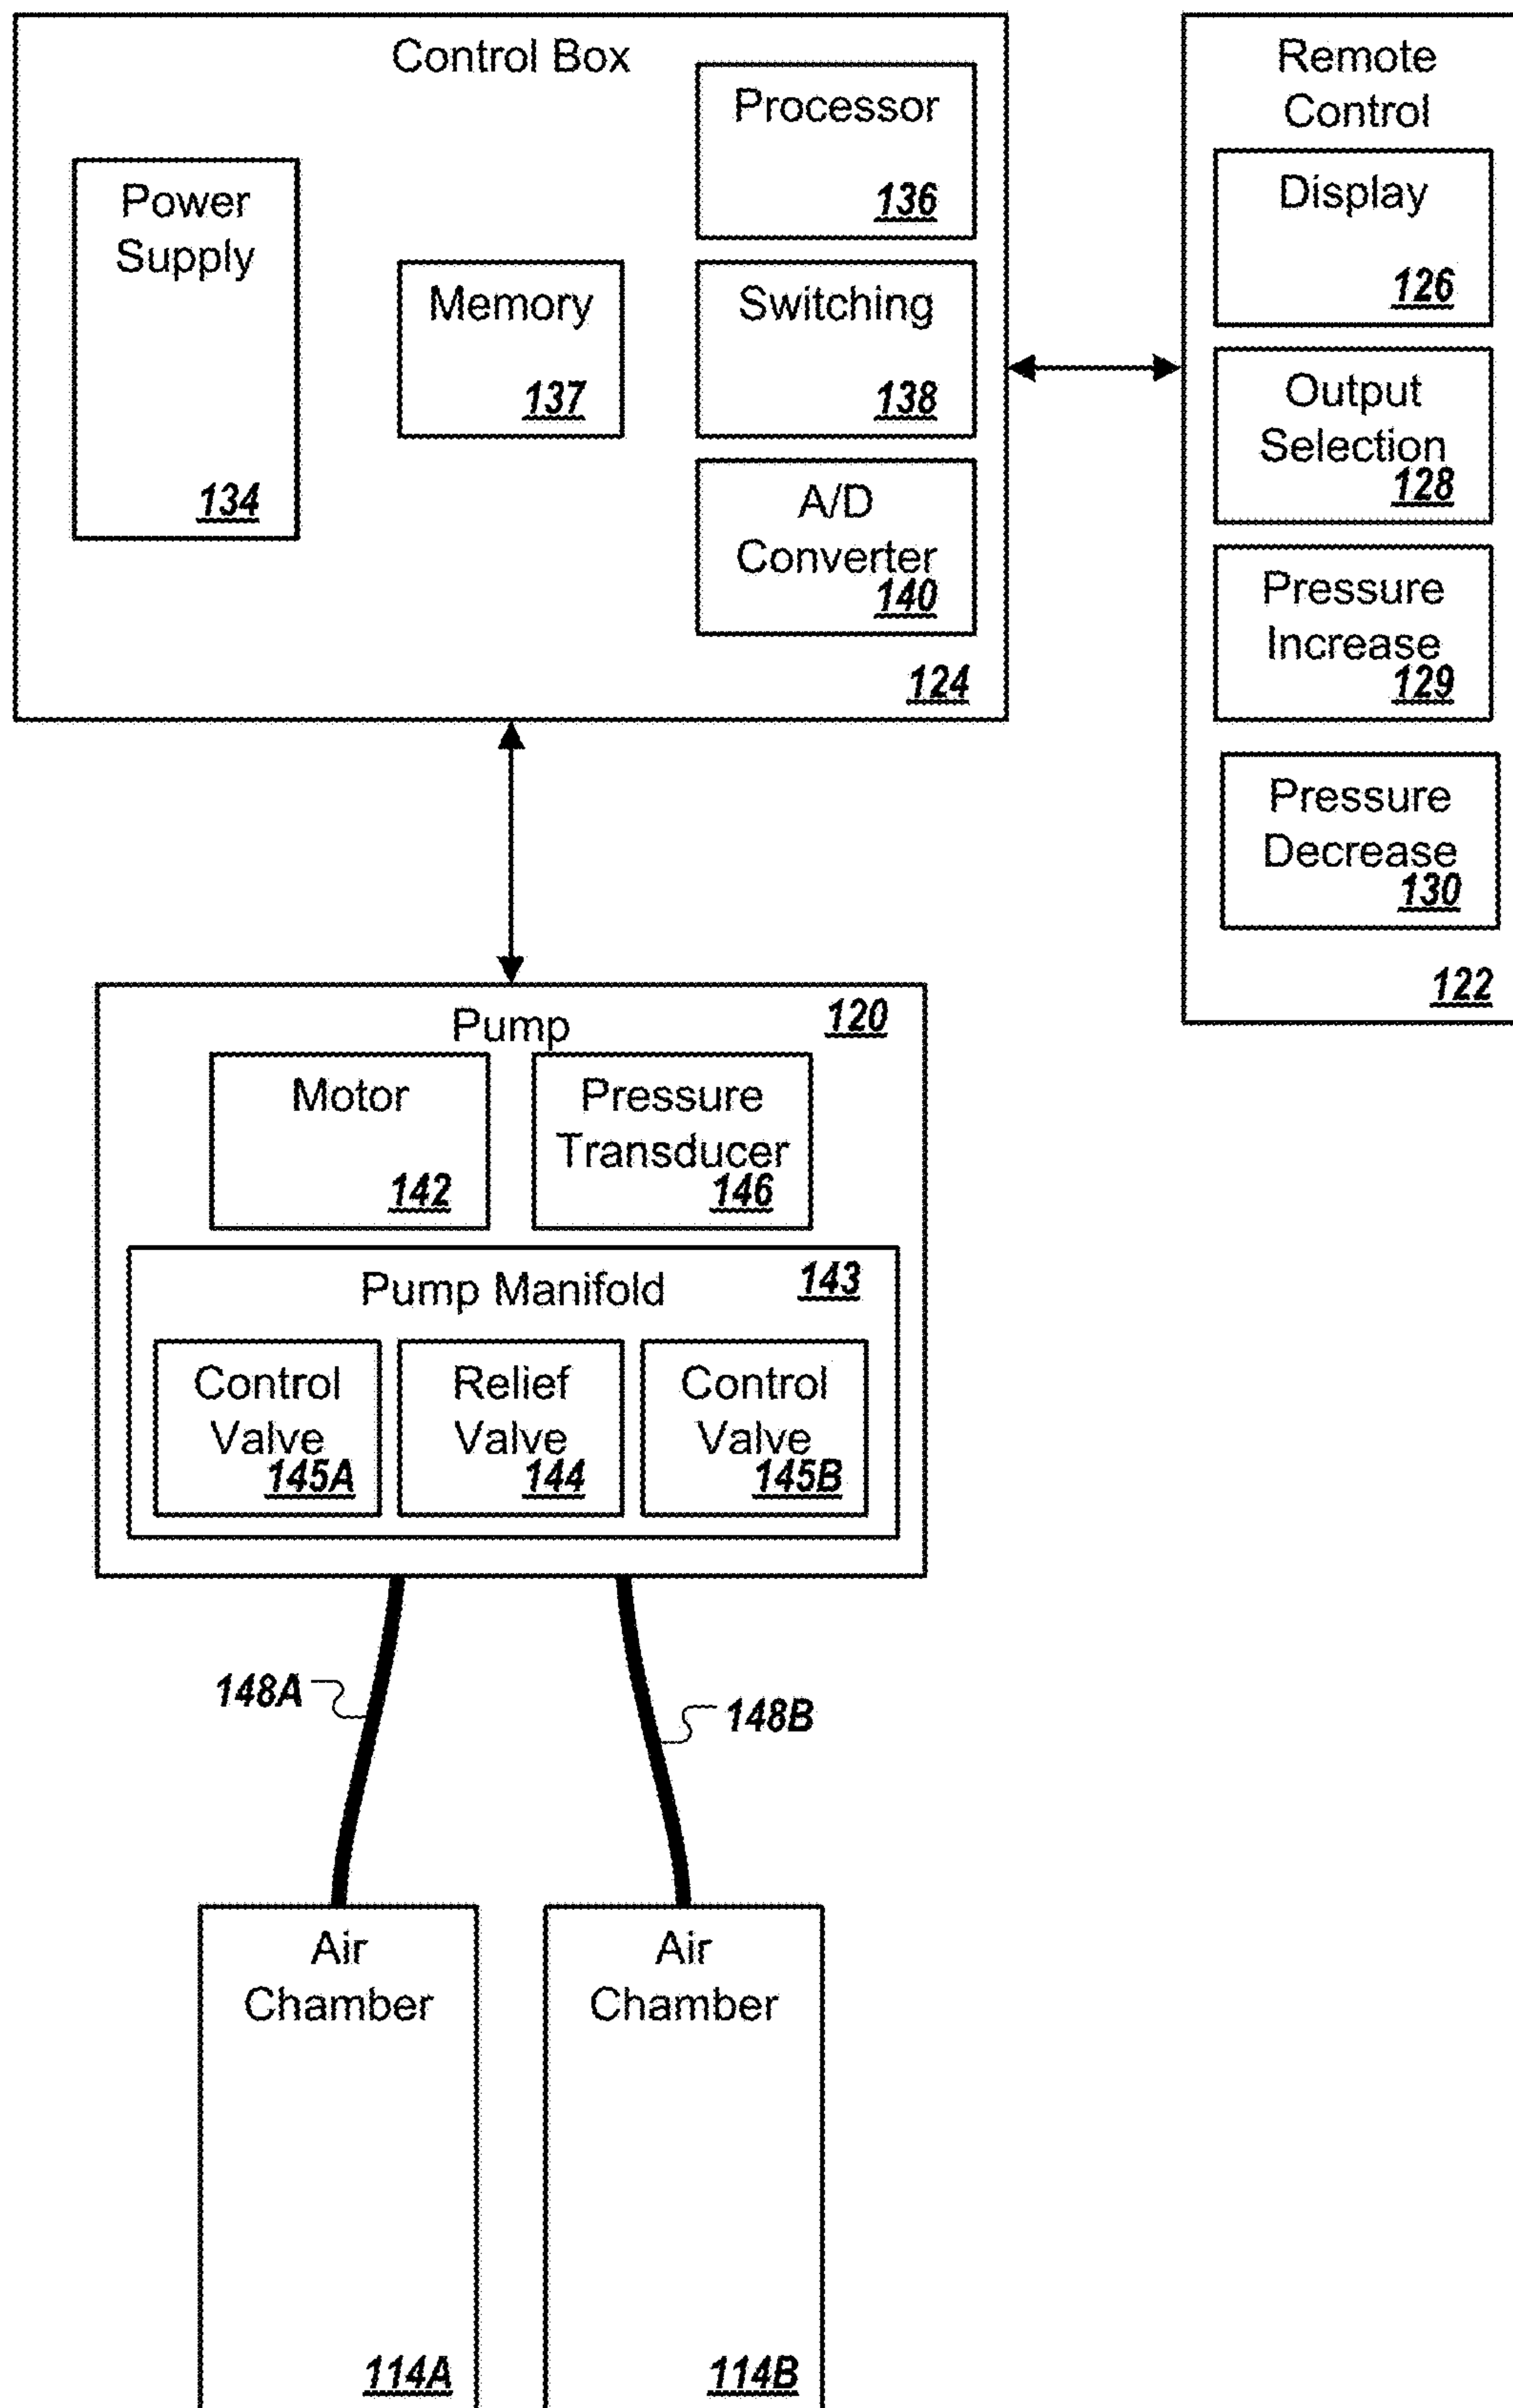 Control Box
Power
Supply
134
Memory
137
Processor
136
Switching
138
A/D
Converter
140
124
Remote
Control
Display
126
Output
Selection
128
Pressure
Increase
129
Pressure
Decrease
130
122
Pump
120
Motor
142
Pressure
Transducer
146
Pump Manifold
143
Control
Valve
145A
Relief
Valve
144
Control
Valve
145B
148A
148B
Air
Chamber
114A
Air
Chamber
114B